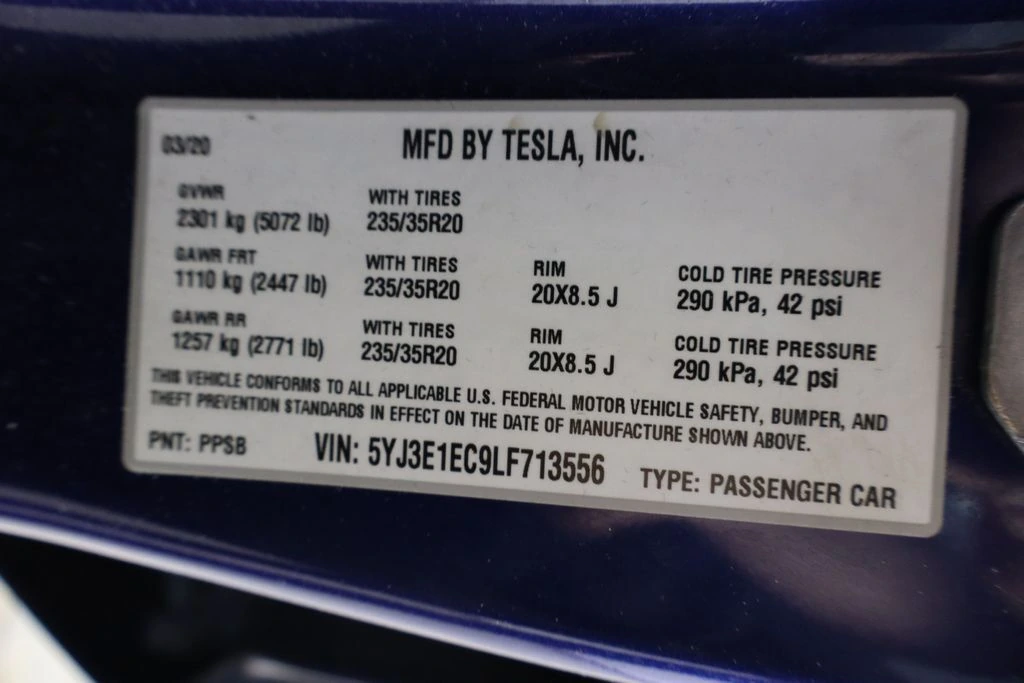 03/20 MFD BY TESLA, INC.
GVWR WITH TIRES
2301 kg (5072 lb) 235/35R20
GAWR FRT WITH TIRES RIM COLD TIRE PRESSURE
1110 kg (2447 lb) 235/35R20 20X8.5 J 290 kPa, 42 psi
GAWR RR WITH TIRES RIM COLD TIRE PRESSURE
1257 kg (2771 lb) 235/35R20 20X8.5 J 290 kPa, 42 psi
THIS VEHICLE CONFORMS TO ALL APPLICABLE U.S. FEDERAL MOTOR VEHICLE SAFETY, BUMPER, AND
THEFT PREVENTION STANDARDS IN EFFECT ON THE DATE OF MANUFACTURE SHOWN ABOVE.
PNT: PPSB VIN: 5YJ3E1EC9LF713556 TYPE: PASSENGER CAR